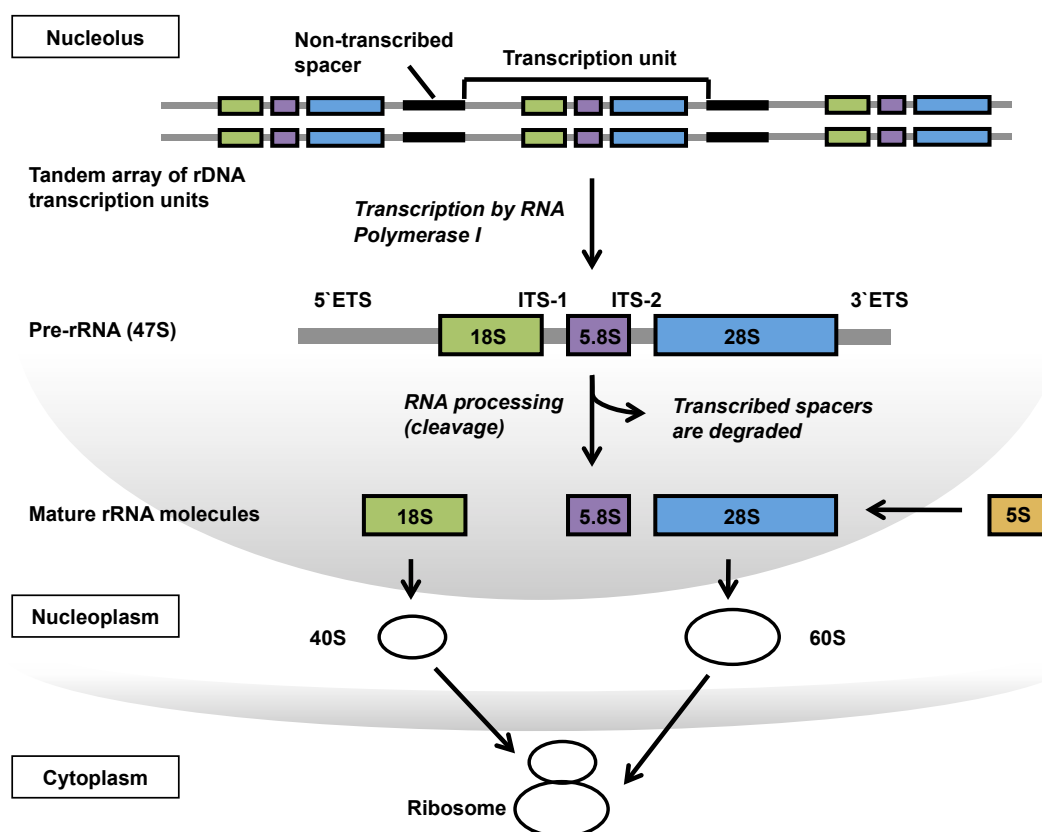 Nucleolus
Non-transcribed
spacer
Transcription unit
Tandem array of rDNA
transcription units
Transcription by RNA
Polymerase I
5`ETS
ITS-1
ITS-2
3`ETS
Pre-rRNA (47S)
18S
5.8S
28S
RNA processing
(cleavage)
Transcribed spacers
are degraded
Mature rRNA molecules
18S
5.8S
28S
5S
Nucleoplasm
40S
60S
Cytoplasm
Ribosome